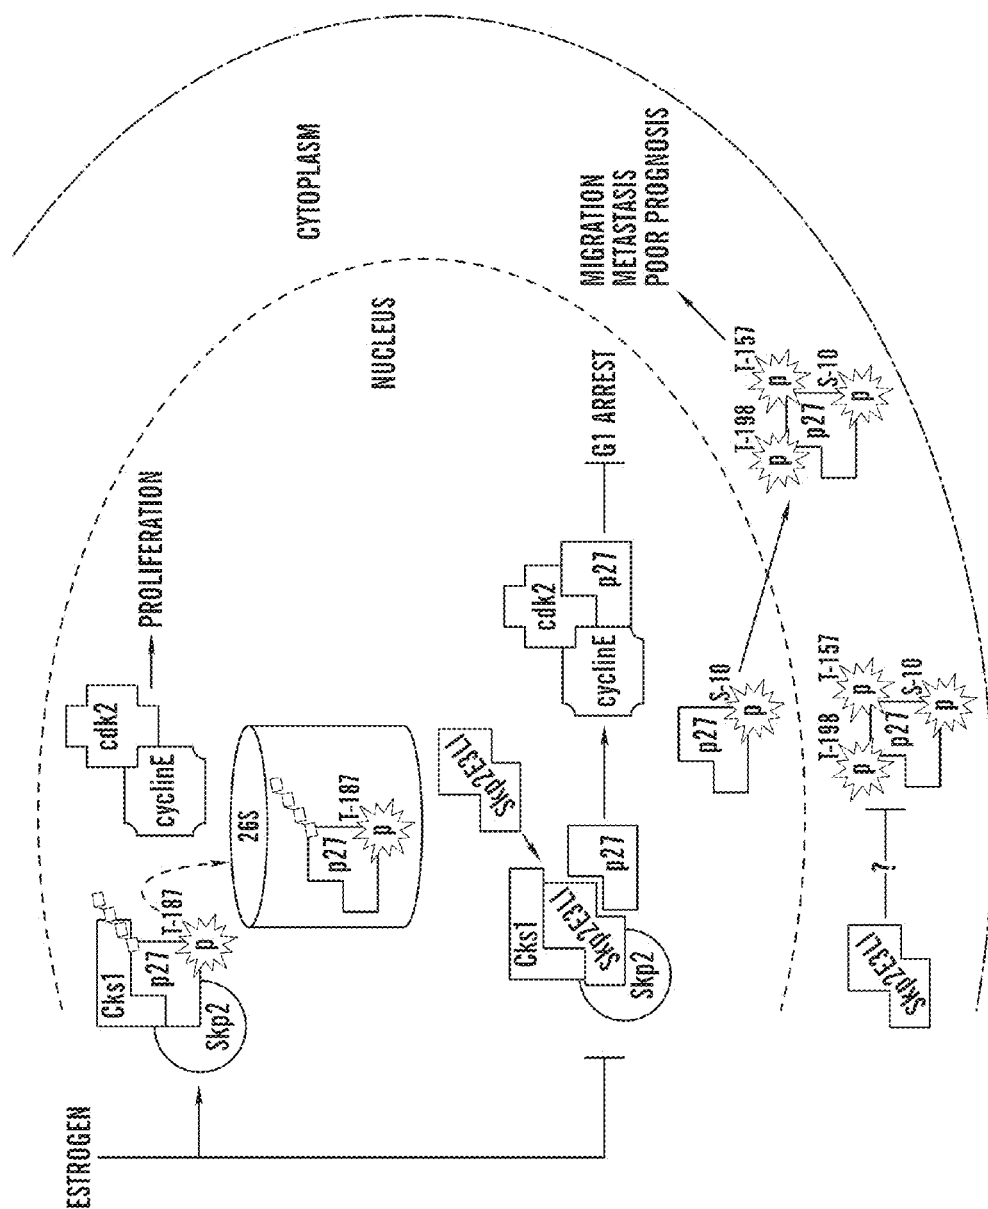 ESTROGEN
Cks1
p27
T-187
p
Skp2
cdk2
cyclinE
PROLIFERATION
26S
p27
T-187
p
NUCLEUS
CYTOPLASM
Skp2E3LI
Cks1
Skp2E3LI
Skp2
p27
cdk2
cyclinE
p27
G1 ARREST
p27
S-10
p
T-198
T-157
p
p
p27
S-10
p
MIGRATION
METASTASIS
POOR PROGNOSIS
Skp2E3LI
?
T-198
T-157
p
p
p27
S-10
p